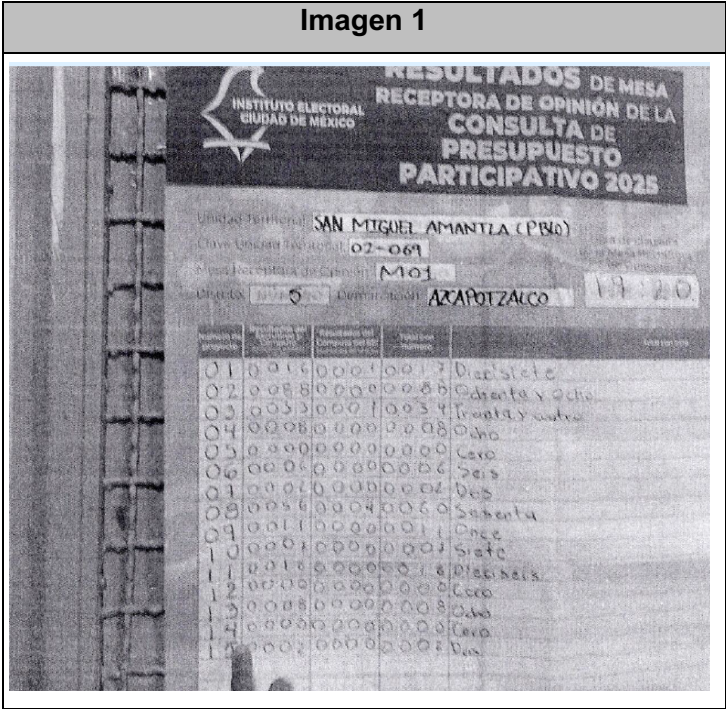 Imagen 1
INSTITUTO ELECTORAL
CIUDAD DE MÉXICO
RESULTADOS DE MESA
RECEPTORA DE OPINIÓN DE LA
CONSULTA DE
PRESUPUESTO
PARTICIPATIVO 2025
Unidad Territorial: SAN MIGUEL AMANTLA (PBLO)
Clave Unidad Territorial: 02-069
Mesa Receptora de Opinión: M01
Distrito: 5 Demarcación: AZCAPOTZALCO 17:20
01 0016 0001 0017 Diecisiete
02 0088 0000 0088 Ochenta y Ocho
03 0033 0001 0034 Treinta y cuatro
04 0008 0000 0008 Ocho
05 0000 0000 0000 Cero
06 0006 0000 0006 Seis
07 0002 0000 0002 Dos
08 0056 0004 0060 Sesenta
09 0011 0000 0011 Once
10 0007 0000 0007 Siete
11 0016 0000 0016 Dieciseis
12 0000 0000 0000 Cero
13 0008 0000 0008 Ocho
14 0000 0000 0000 Cero
15 0002 0000 0002 Dos